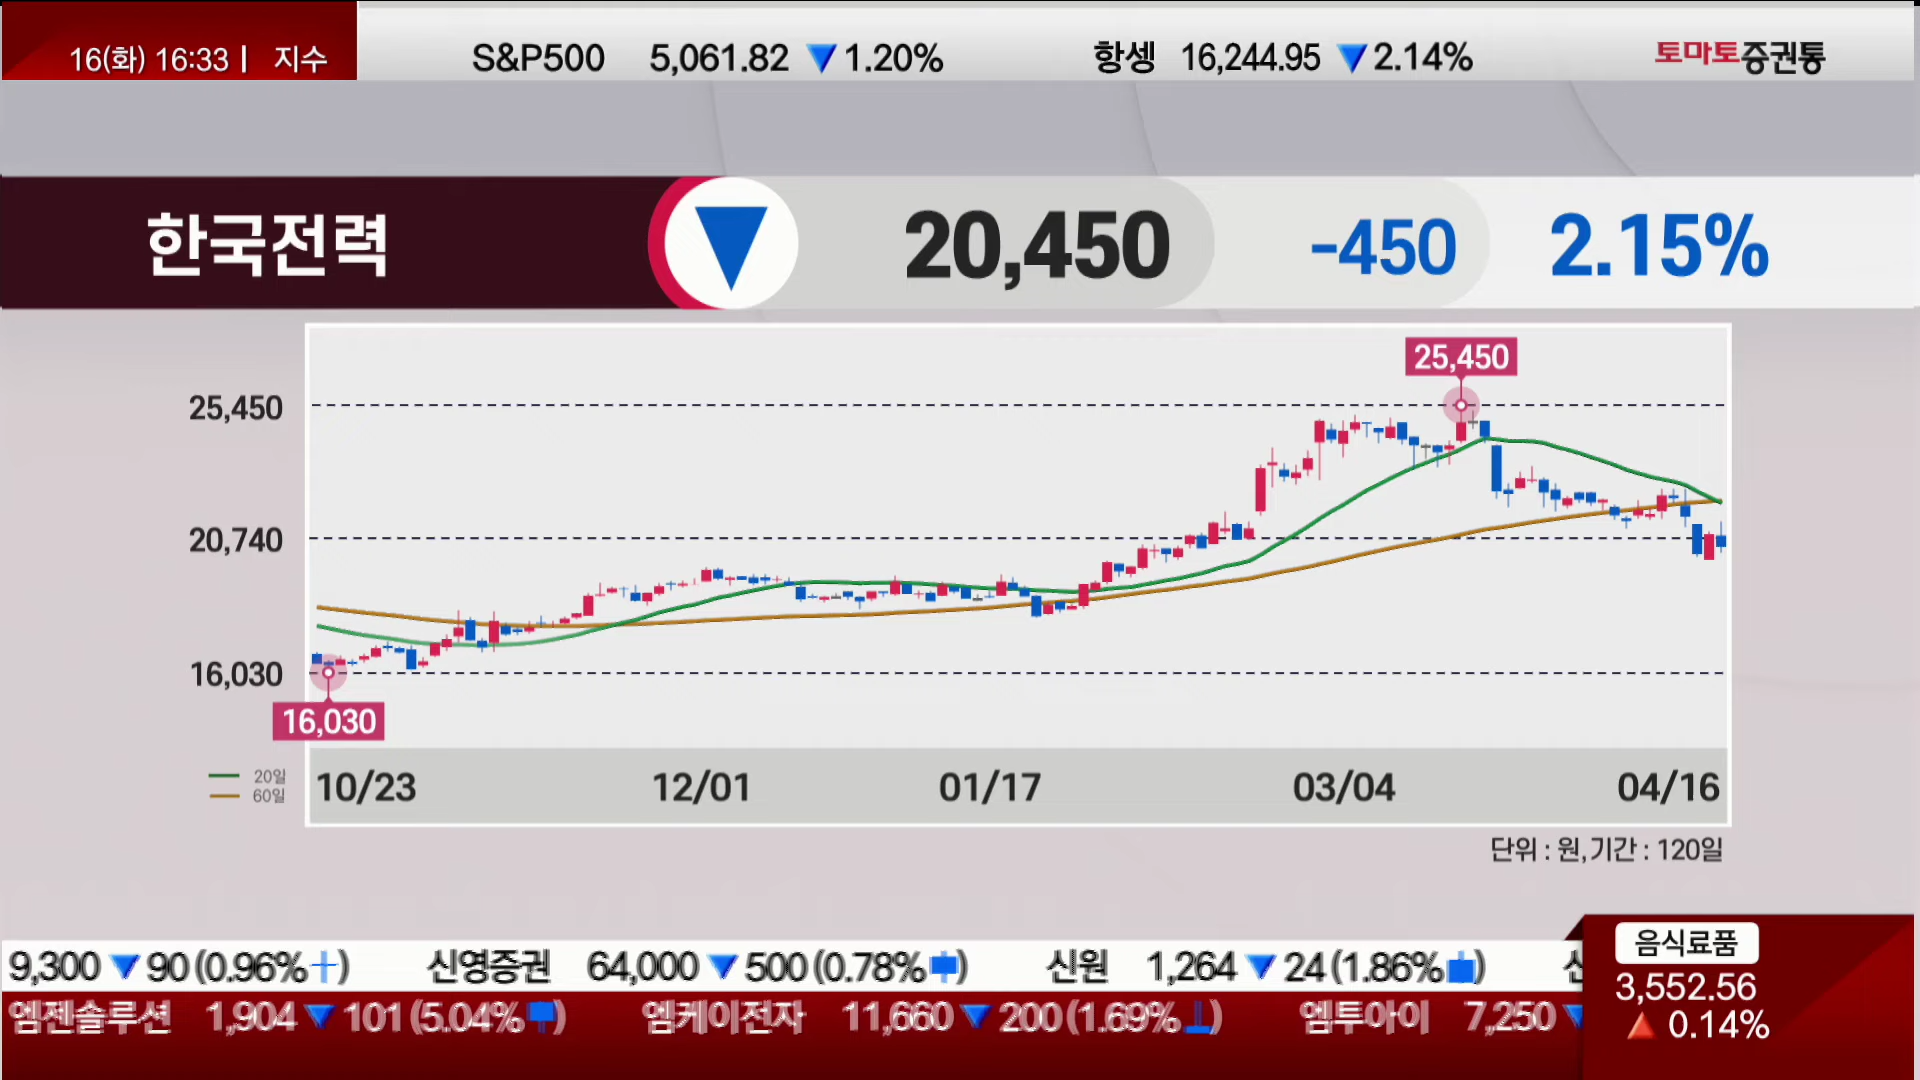 16(화) 16:33 | 지수 S&P500 5,061.82 ▼ 1.20% 항셍 16,244.95 ▼ 2.14% 토마토증권통
한국전력 ▼ 20,450 -450 2.15%
25,450
25,450
20,740
16,030
16,030
20일
60일
10/23 12/01 01/17 03/04 04/16
단위 : 원, 기간 : 120일
9,300 ▼ 90 (0.96%) 신영증권 64,000 ▼ 500 (0.78%) 신원 1,264 ▼ 24 (1.86%)
엠젠솔루션 1,904 ▼ 101 (5.04%) 엠케이전자 11,660 ▼ 200 (1.69%) 엠투아이 7,250 ▼
음식료품
3,552.56
▲ 0.14%